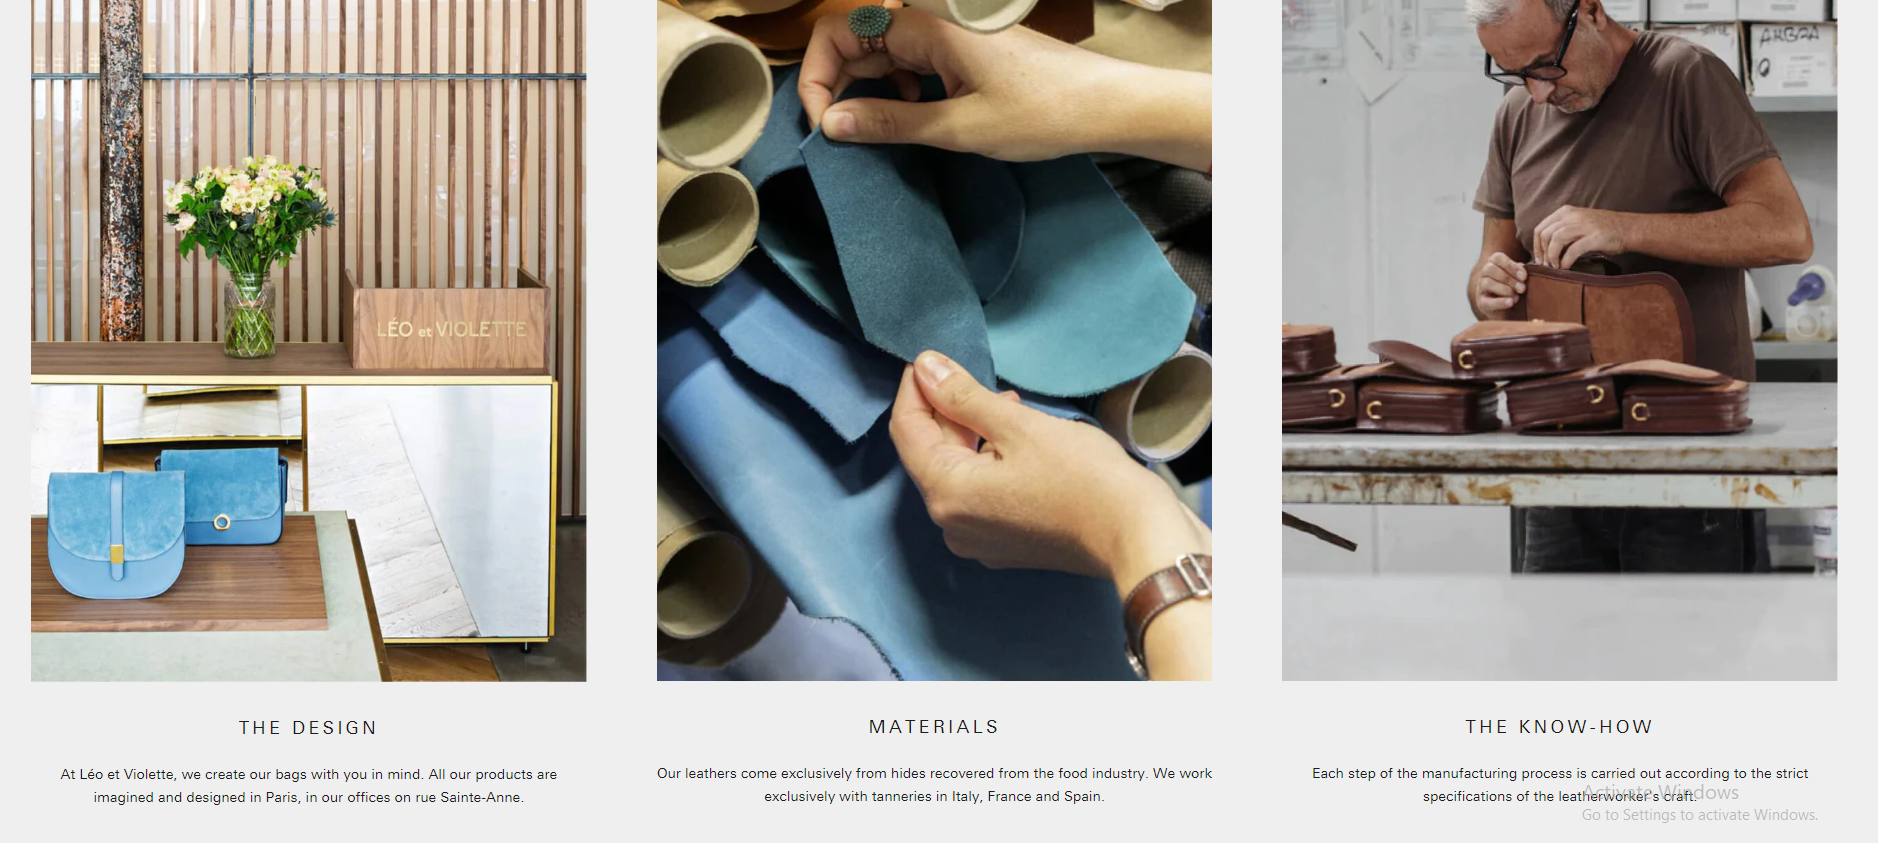 AMBRA
LÉO et VIOLETTE
THE DESIGN
At Léo et Violette, we create our bags with you in mind. All our products are
imagined and designed in Paris, in our offices on rue Sainte-Anne.
MATERIALS
Our leathers come exclusively from hides recovered from the food industry. We work
exclusively with tanneries in Italy, France and Spain.
THE KNOW-HOW
Each step of the manufacturing process is carried out according to the strict
specifications of the leatherworker's craft.
Activate Windows
Go to Settings to activate Windows.